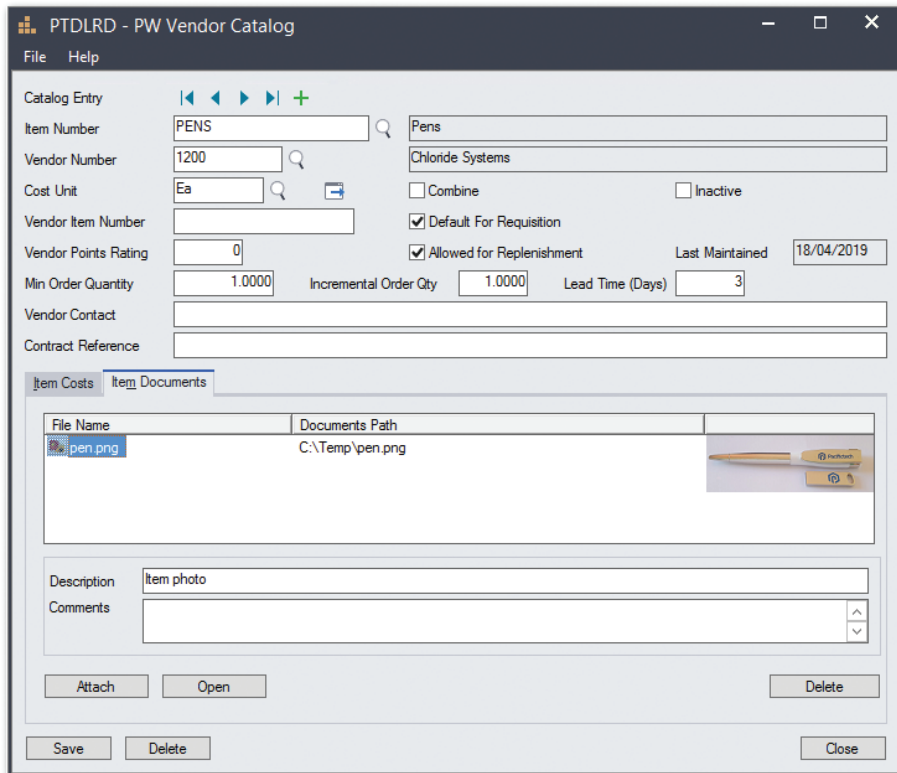 PTDLRD - PW Vendor Catalog
File Help
Catalog Entry
Item Number PENS Pens
Vendor Number 1200 Chloride Systems
Cost Unit Ea Combine Inactive
Vendor Item Number Default For Requisition
Vendor Points Rating 0 Allowed for Replenishment Last Maintained 18/04/2019
Min Order Quantity 1.0000 Incremental Order Qty 1.0000 Lead Time (Days) 3
Vendor Contact
Contract Reference
Item Costs Item Documents
File Name Documents Path
pen.png C:\Temp\pen.png
Pacifictech
Description Item photo
Comments
Attach Open Delete
Save Delete Close